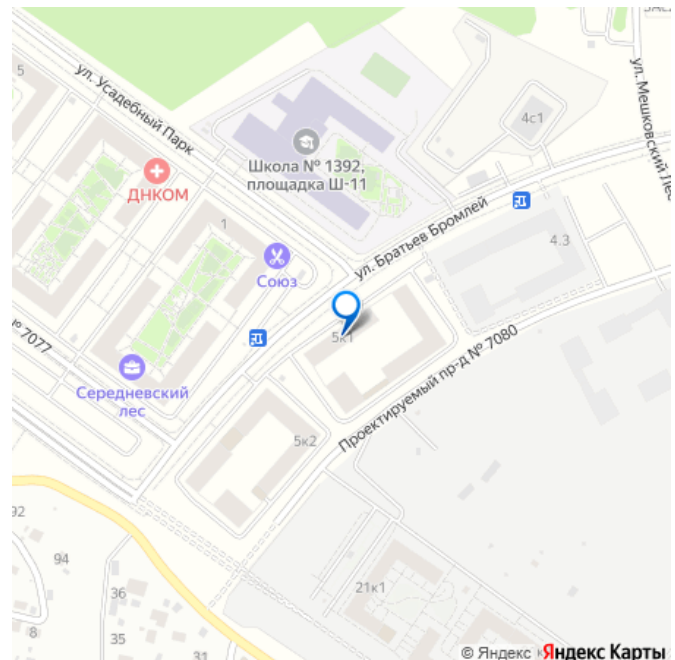 5
ул. Усадебный Парк
ул. Мешковский Лес
4с1
Школа № 1392,
площадка Ш-11
ДНКОМ
1
ул. Братьев Бромлей
4.3
Союз
№ 7077
5к1
Проектируемый пр-д № 7080
Середневский
лес
5к2
92
94
36
21к1
8
35
31
© Яндекс
Яндекс Карты